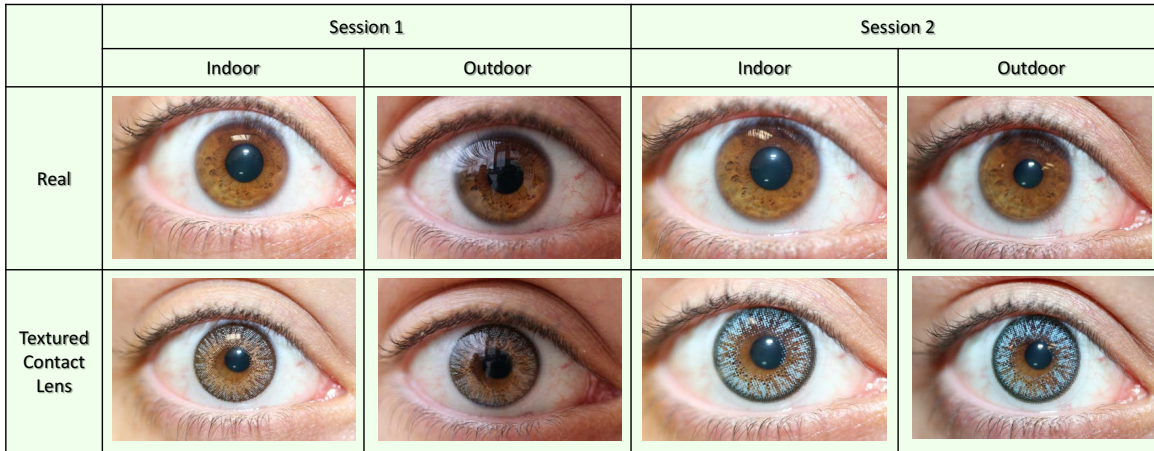 Session 1
Session 2
Indoor
Outdoor
Indoor
Outdoor
Real
Textured
Contact
Lens